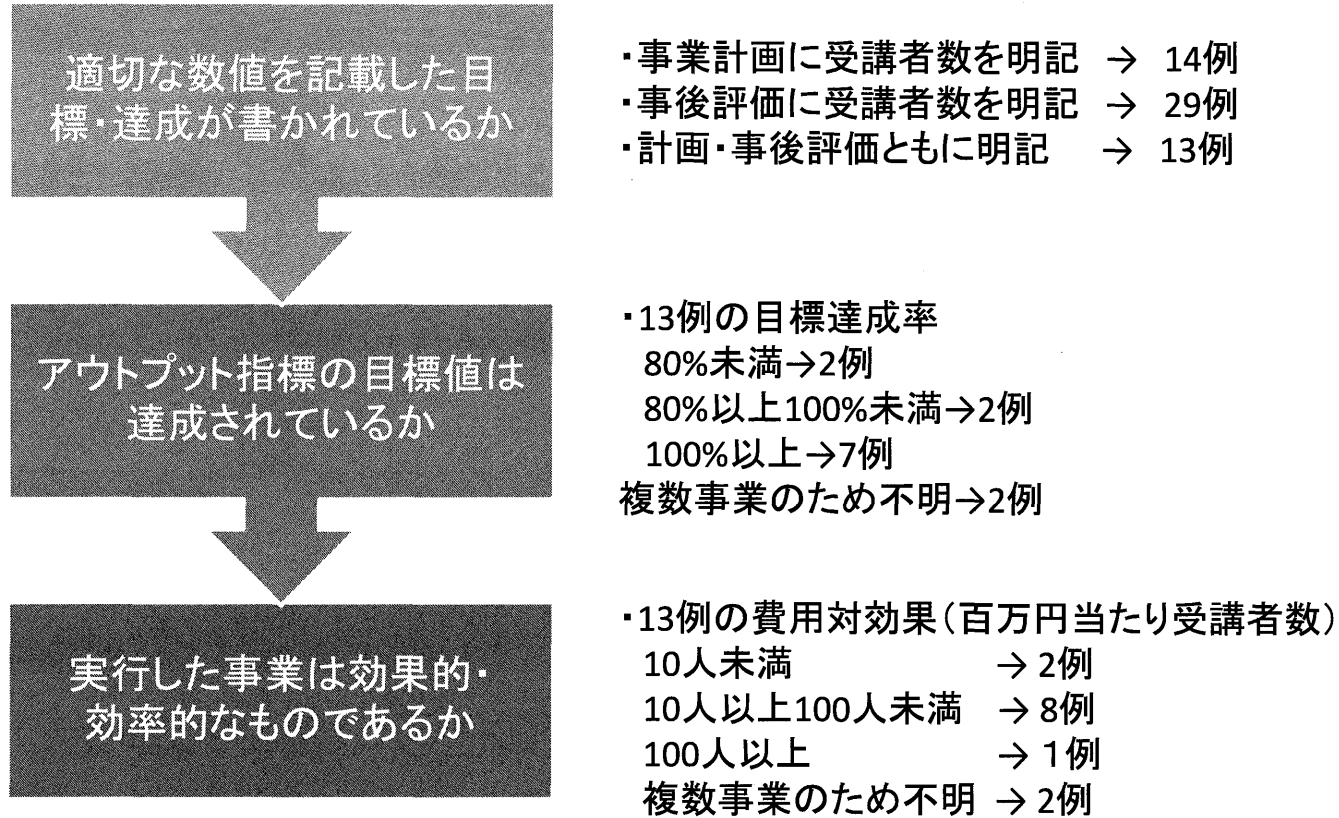 適切な数値を記載した目
標・達成が書かれているか
・事業計画に受講者数を明記 → 14例
・事後評価に受講者数を明記 → 29例
・計画・事後評価ともに明記 → 13例
アウトプット指標の目標値は
達成されているか
・13例の目標達成率
80%未満→2例
80%以上100%未満→2例
100%以上→7例
複数事業のため不明→2例
実行した事業は効果的・
効率的なものであるか
・13例の費用対効果(百万円当たり受講者数)
10人未満 → 2例
10人以上100人未満 → 8例
100人以上 → 1例
複数事業のため不明 → 2例